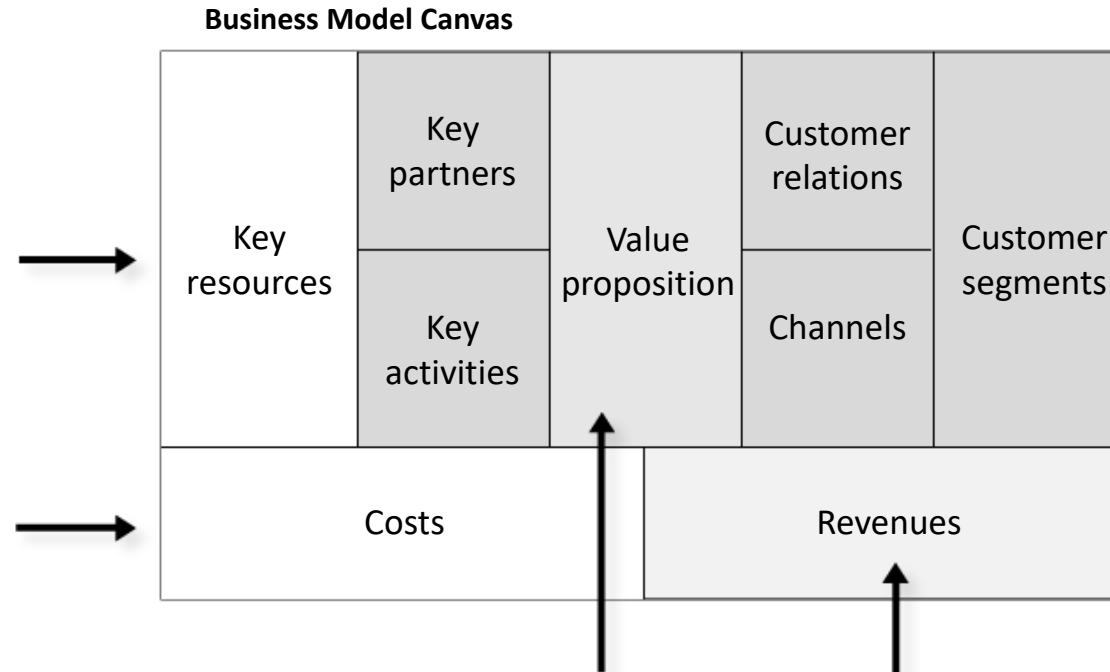 Business Model Canvas
Key
resources
Key
partners
Key
activities
Value
proposition
Customer
relations
Channels
Customer
segments
Costs
Revenues